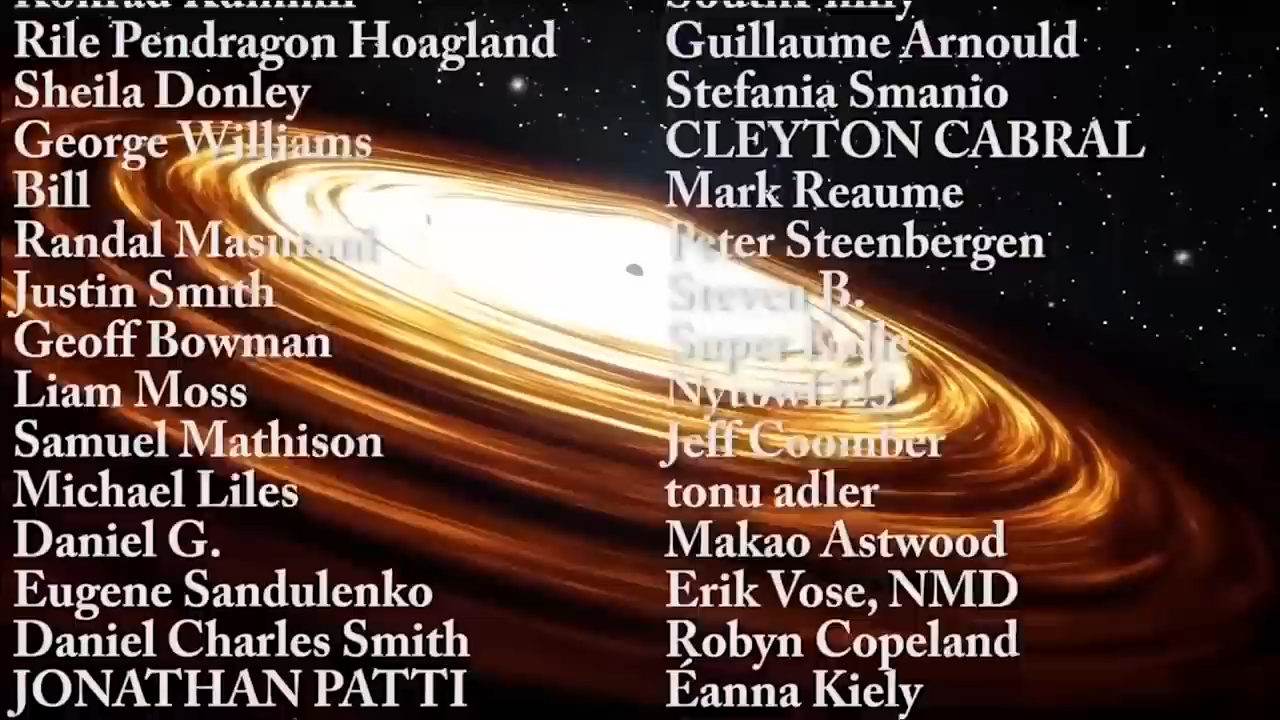 Rile Pendragon Hoagland
Sheila Donley
George Williams
Bill
Randal
Justin Smith
Geoff Bowman
Liam Moss
Samuel Mathison
Michael Liles
Daniel G.
Eugene Sandulenko
Daniel Charles Smith
JONATHAN PATTI
Guillaume Arnould
Stefania Smanio
CLEYTON CABRAL
Mark Reaume
Peter Steenbergen
Steven B.
Super
Jeff Coomber
tonu adler
Makao Astwood
Erik Vose, NMD
Robyn Copeland
Éanna Kiely